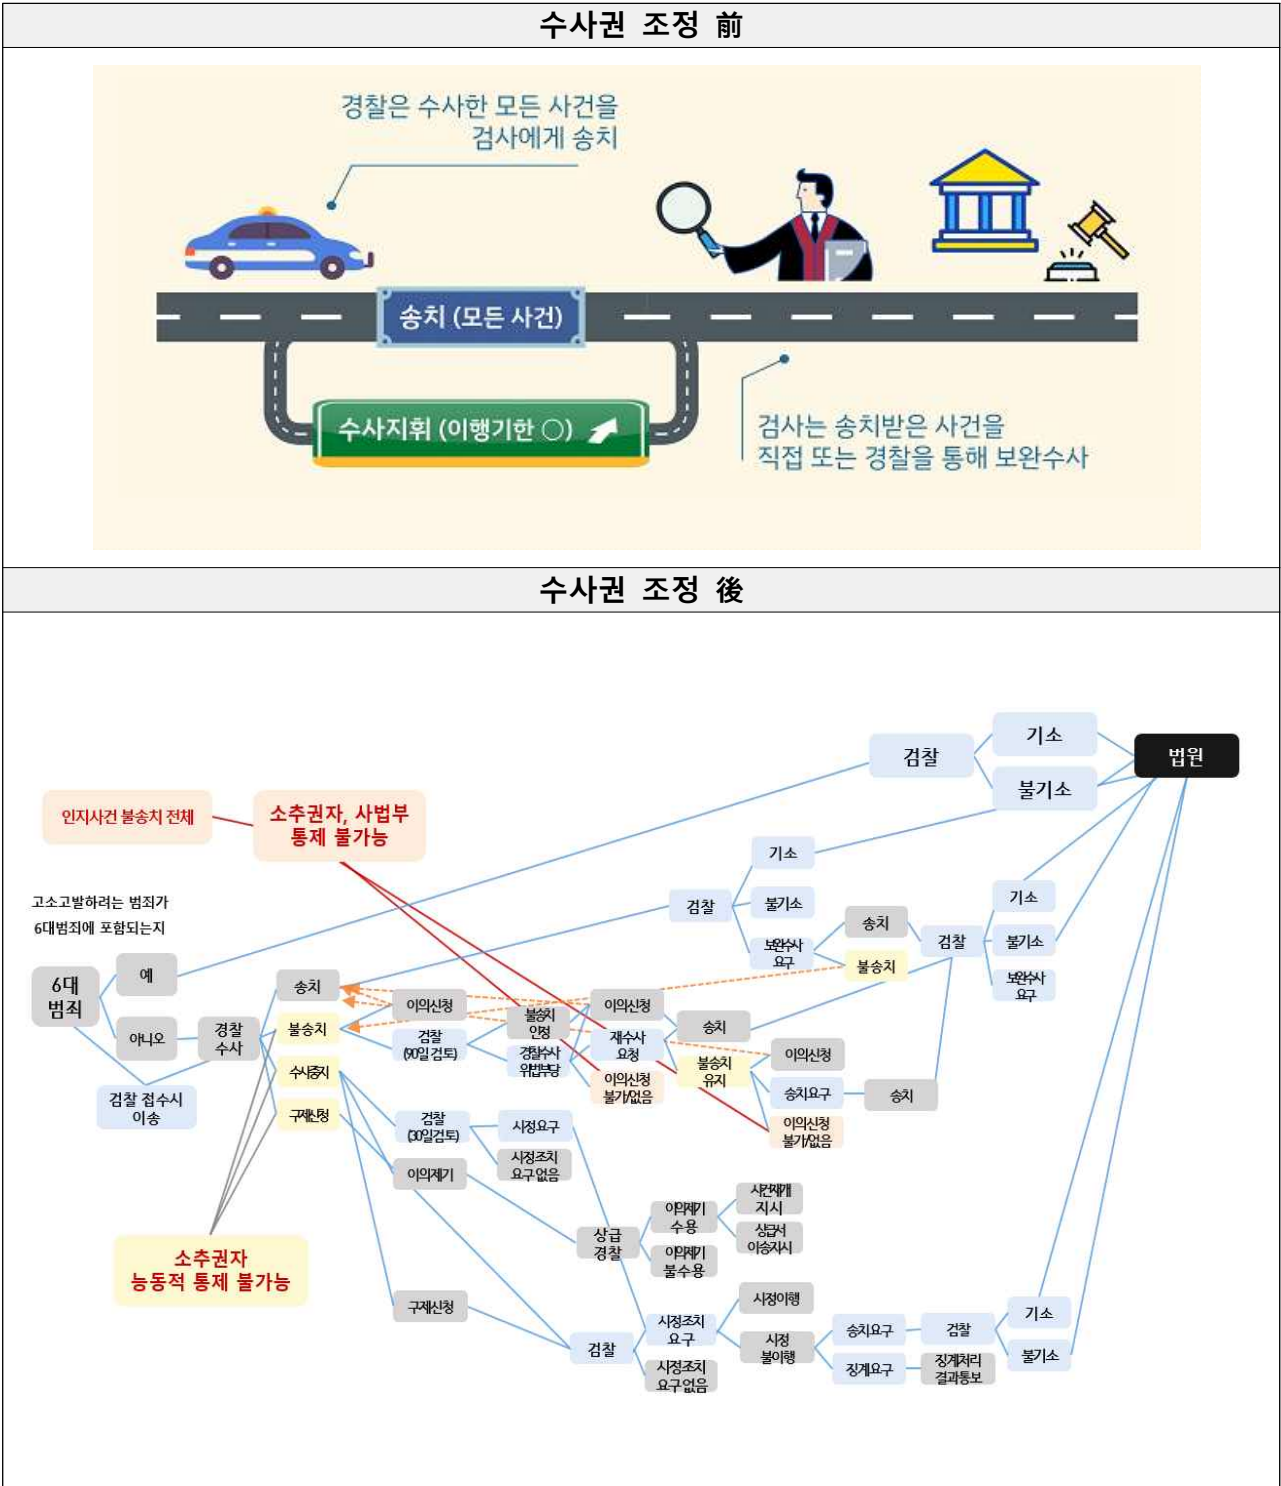 수사권 조정 前
경찰은 수사한 모든 사건을
검사에게 송치
송치 (모든 사건)
수사지휘 (이행기한 ○)
검사는 송치받은 사건을
직접 또는 경찰을 통해 보완수사
수사권 조정 後
검찰
기소
불기소
법원
인지사건 불송치 전체
소추권자, 사법부
통제 불가능
고소고발하려는 범죄가
6대범죄에 포함되는지
6대
범죄
예
아니오
검찰 접수시
이송
경찰
수사
송치
불송치
수사중지
구제신청
소추권자
능동적 통제 불가능
이의신청
검찰
(90일 검토)
불송치
인정
경찰수사
위법부당
이의신청
재수사
요청
이의신청
불가/없음
송치
불송치
유지
이의신청
송치요구
송치
이의신청
불가/없음
검찰
기소
불기소
보완수사
요구
송치
불송치
검찰
기소
불기소
보완수사
요구
검찰
(30일검토)
시정요구
시정조치
요구없음
이의제기
상급
경찰
이의제기
수용
이의제기
불수용
사건재개
지시
상급서
이송지시
구제신청
검찰
시정조치
요구
시정조치
요구없음
시정이행
시정
불이행
송치요구
징계요구
검찰
징계처리
결과통보
기소
불기소